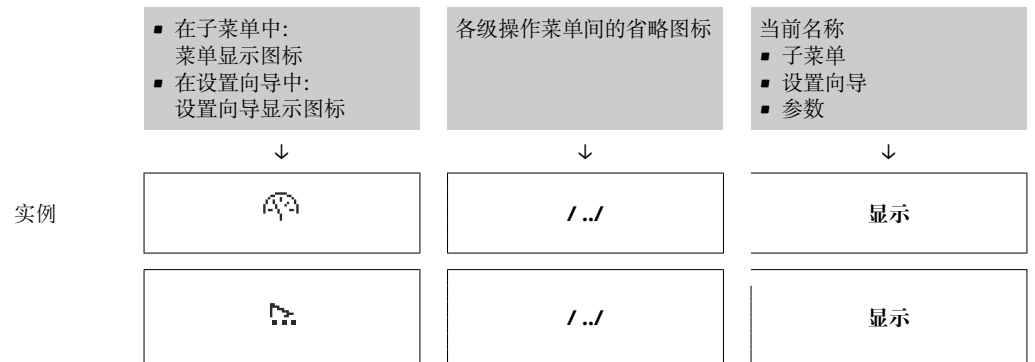 ▪ 在子菜单中:
菜单显示图标
▪ 在设置向导中:
设置向导显示图标
各级操作菜单间的省略图标
当前名称
▪ 子菜单
▪ 设置向导
▪ 参数
↓ ↓ ↓
实例
/ ../
显示
/ ../
显示